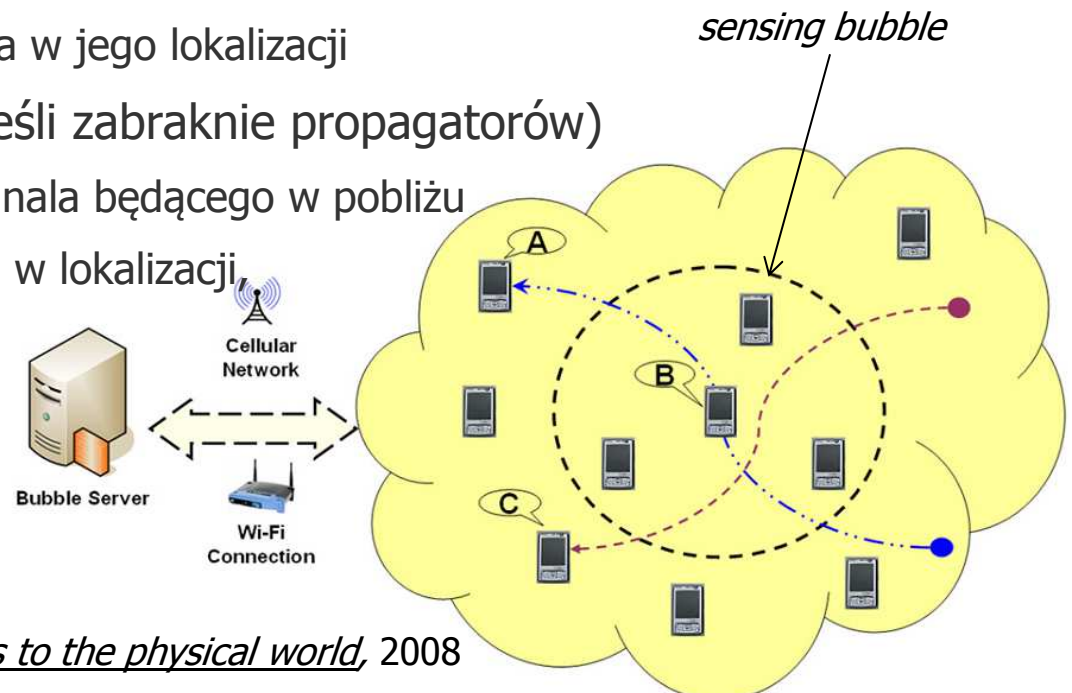 sensing bubble
a w jego lokalizacji
eśli zabraknie propagatorów)
nala będącego w pobliżu
w lokalizacji,
A
Cellular
Network
B
Bubble Server
C
Wi-Fi
Connection
s to the physical world, 2008